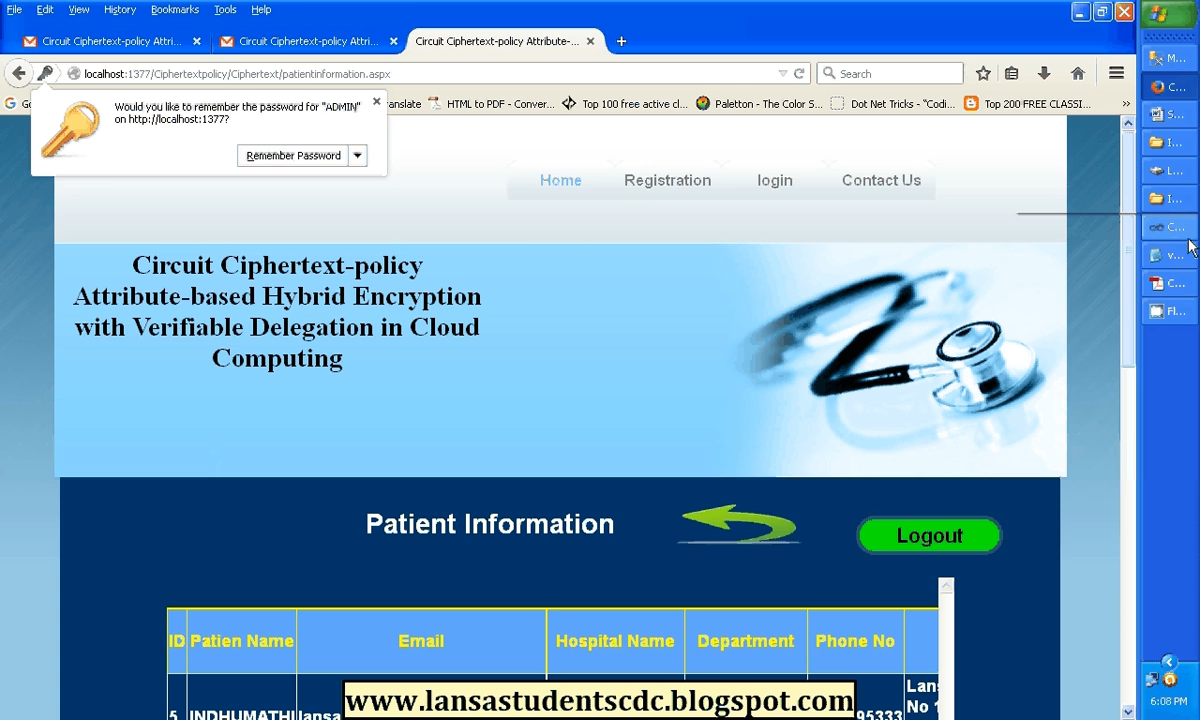 File Edit View History Bookmarks Tools Help
Circuit Ciphertext-policy Attri... Circuit Ciphertext-policy Attri... Circuit Ciphertext-policy Attribute-...
localhost:1377/Ciphertextpolicy/Ciphertext/patientinformation.aspx Search
HTML to PDF - Conver... Top 100 free active cl... Paletton - The Color S... Dot Net Tricks - "Codi... Top 200 FREE CLASSI...
Would you like to remember the password for "ADMIN"
on http://localhost:1377?
Remember Password
Home Registration login Contact Us
Circuit Ciphertext-policy
Attribute-based Hybrid Encryption
with Verifiable Delegation in Cloud
Computing
Patient Information
Logout
ID Patien Name Email Hospital Name Department Phone No
5 INDHUMATHI
www.lansastudentscdc.blogspot.com
M...
C...
S...
I...
L...
I...
C...
v...
C...
Fl...
6:08 PM